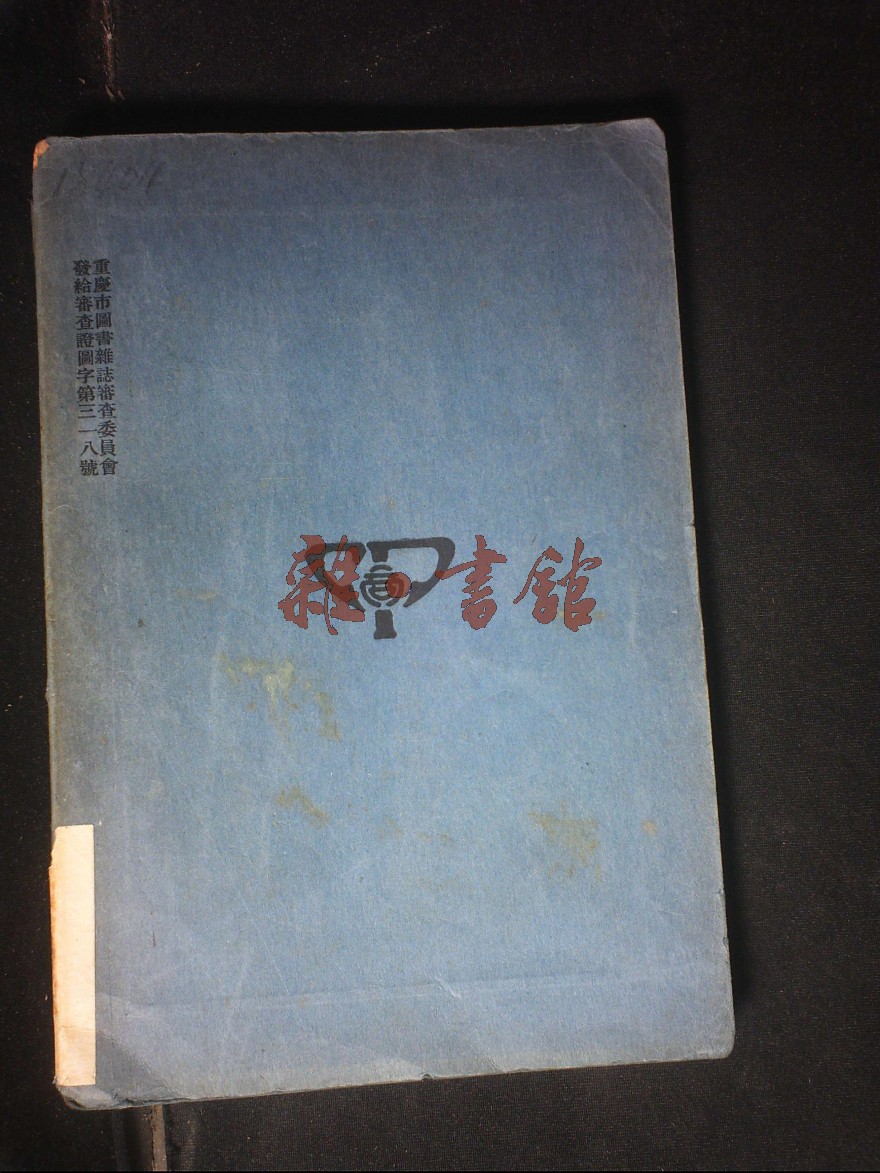 重慶市圖書雜誌審查委員會
發給審查證圖字第三一八號
雜·書館